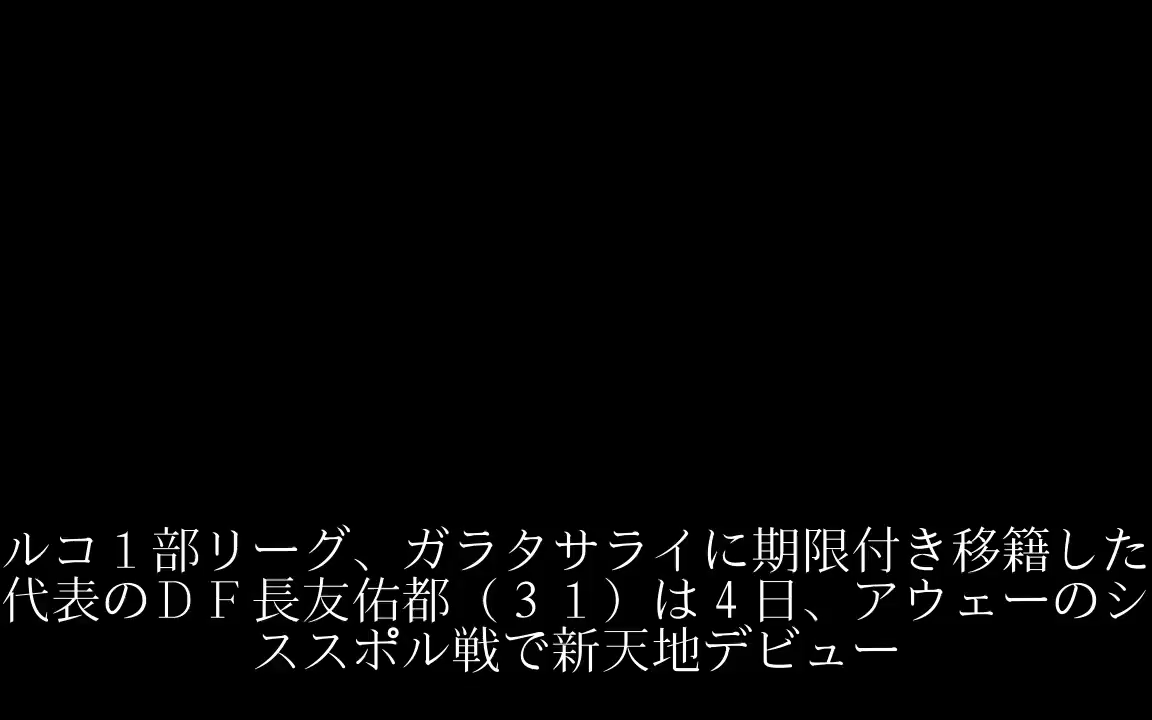 ルコ１部リーグ、ガラタサライに期限付き移籍した
代表のＤＦ長友佑都（３１）は４日、アウェーのシ
ススポル戦で新天地デビュー